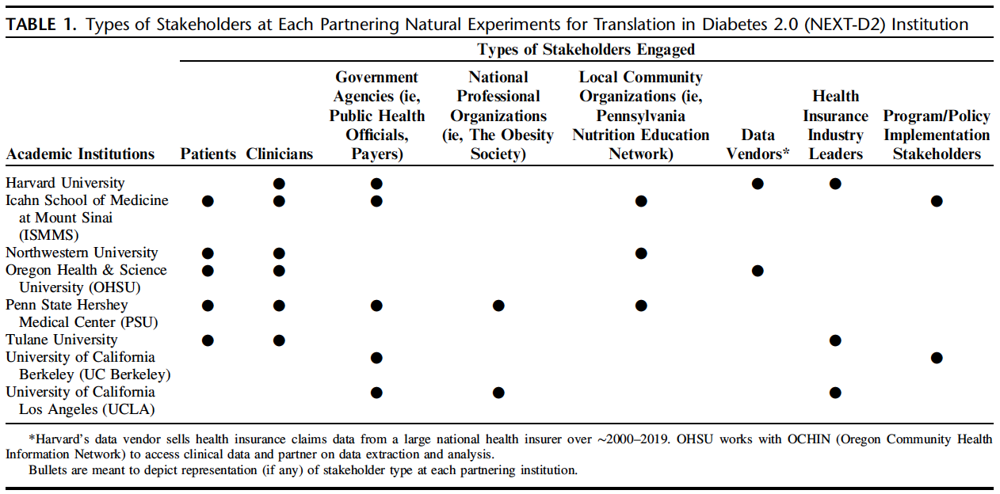 TABLE 1. Types of Stakeholders at Each Partnering Natural Experiments for Translation in Diabetes 2.0 (NEXT-D2) Institution
Types of Stakeholders Engaged
Academic Institutions
Patients
Clinicians
Government
Agencies (ie,
Public Health
Officials,
Payers)
National
Professional
Organizations
(ie, The Obesity
Society)
Local Community
Organizations (ie,
Pennsylvania
Nutrition Education
Network)
Data
Vendors*
Health
Insurance
Industry
Leaders
Program/Policy
Implementation
Stakeholders
Harvard University ● ● ● ●
Icahn School of Medicine ● ● ● ● ●
at Mount Sinai
(ISMMS)
Northwestern University ● ● ●
Oregon Health & Science ● ● ●
University (OHSU)
Penn State Hershey ● ● ● ● ●
Medical Center (PSU)
Tulane University ● ● ●
University of California ● ●
Berkeley (UC Berkeley)
University of California ● ● ●
Los Angeles (UCLA)
*Harvard's data vendor sells health insurance claims data from a large national health insurer over ~2000–2019. OHSU works with OCHIN (Oregon Community Health
Information Network) to access clinical data and partner on data extraction and analysis.
Bullets are meant to depict representation (if any) of stakeholder type at each partnering institution.